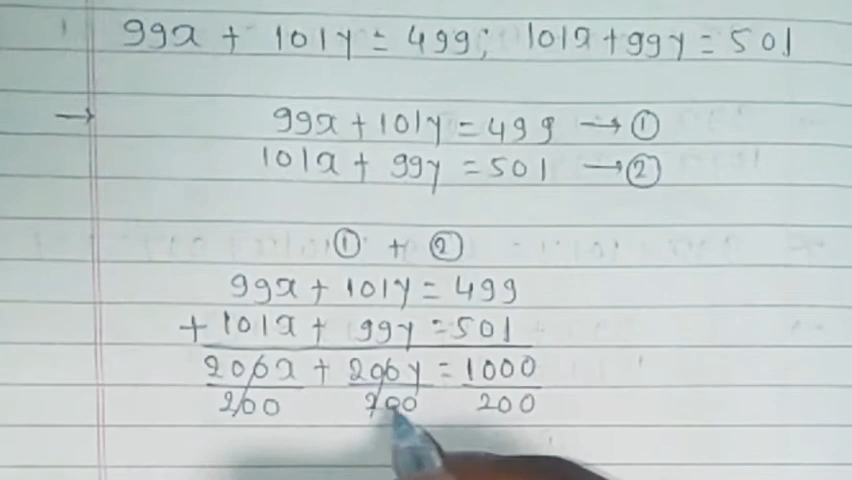 1 99x + 101y = 499; 101x + 99y = 501
→ 99x + 101y = 499 → ①
101x + 99y = 501 → ②
① + ②
99x + 101y = 499
+ 101x + 99y = 501
200x + 200y = 1000
200 200 200